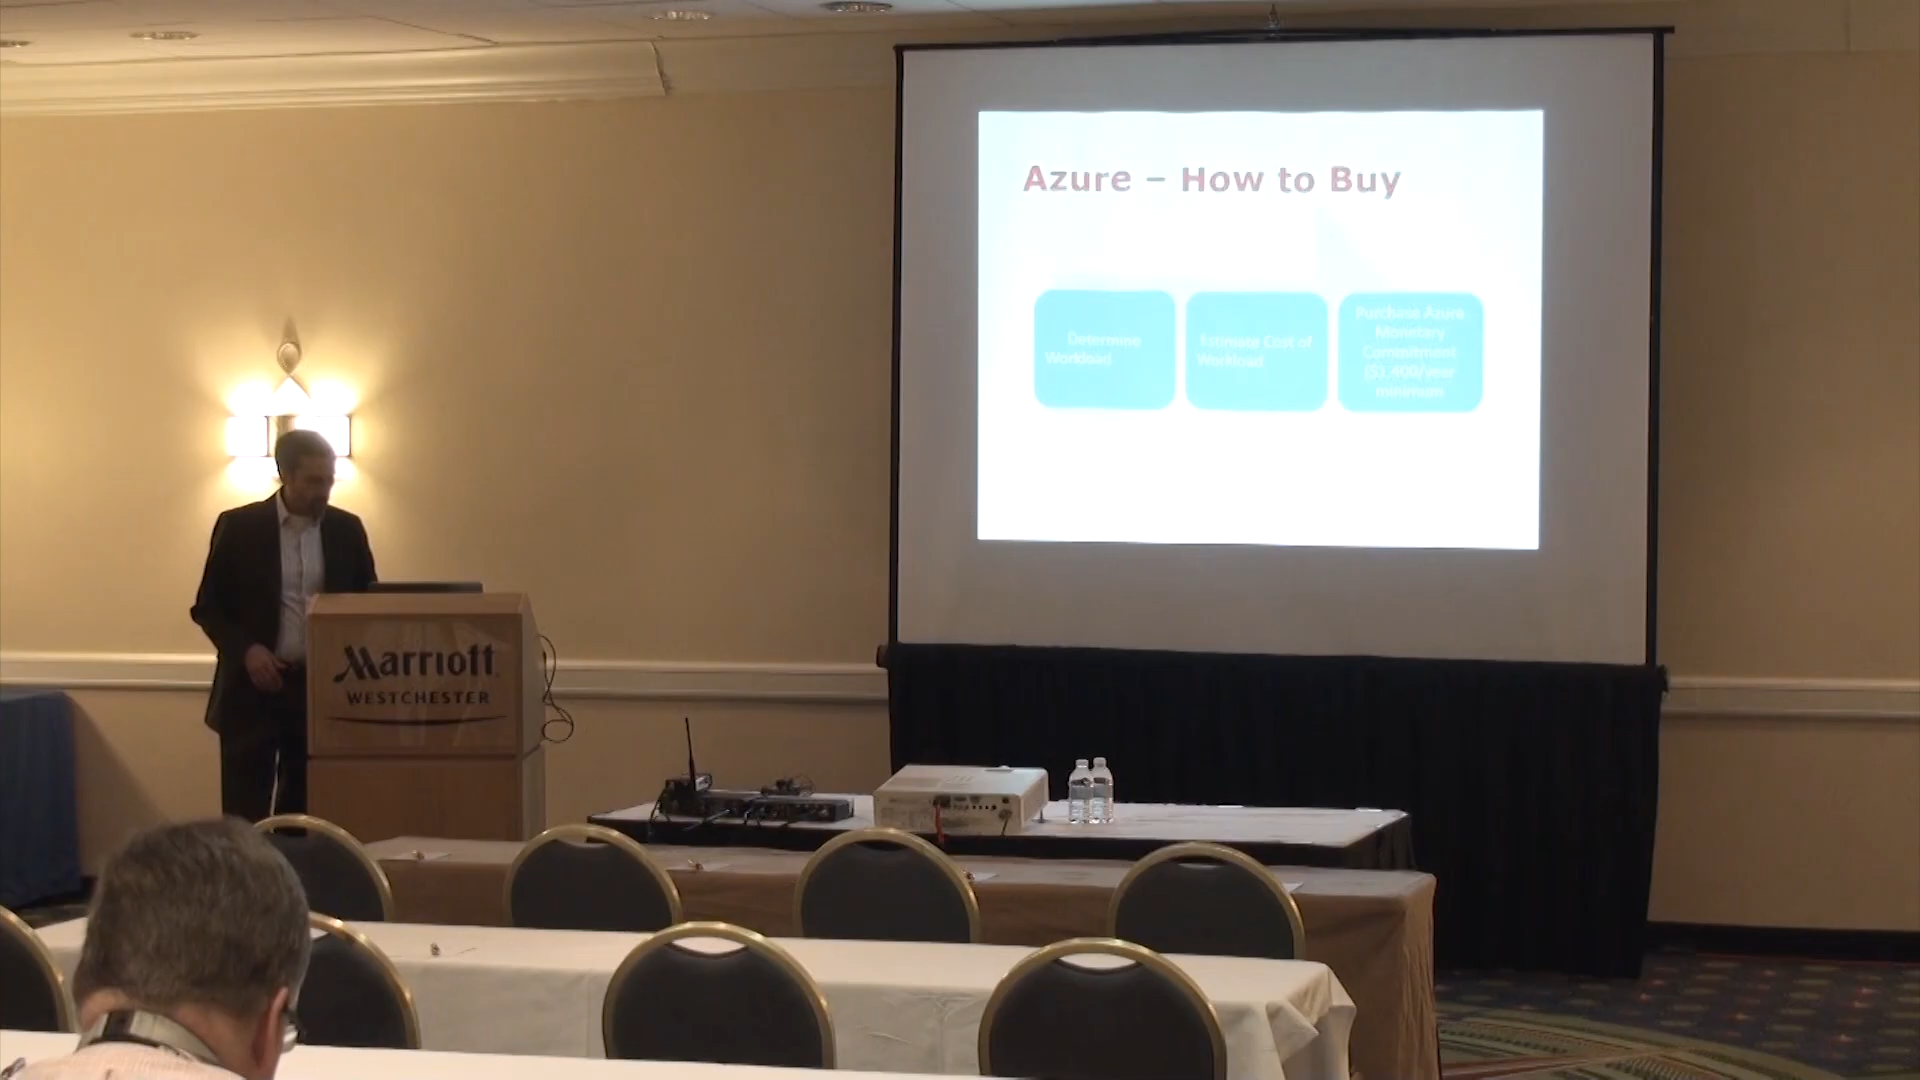 Azure – How to Buy
Determine
Workload
Estimate Cost of
Workload
Purchase Azure
Monetary
Commitment
minimum
Marriott
WESTCHESTER